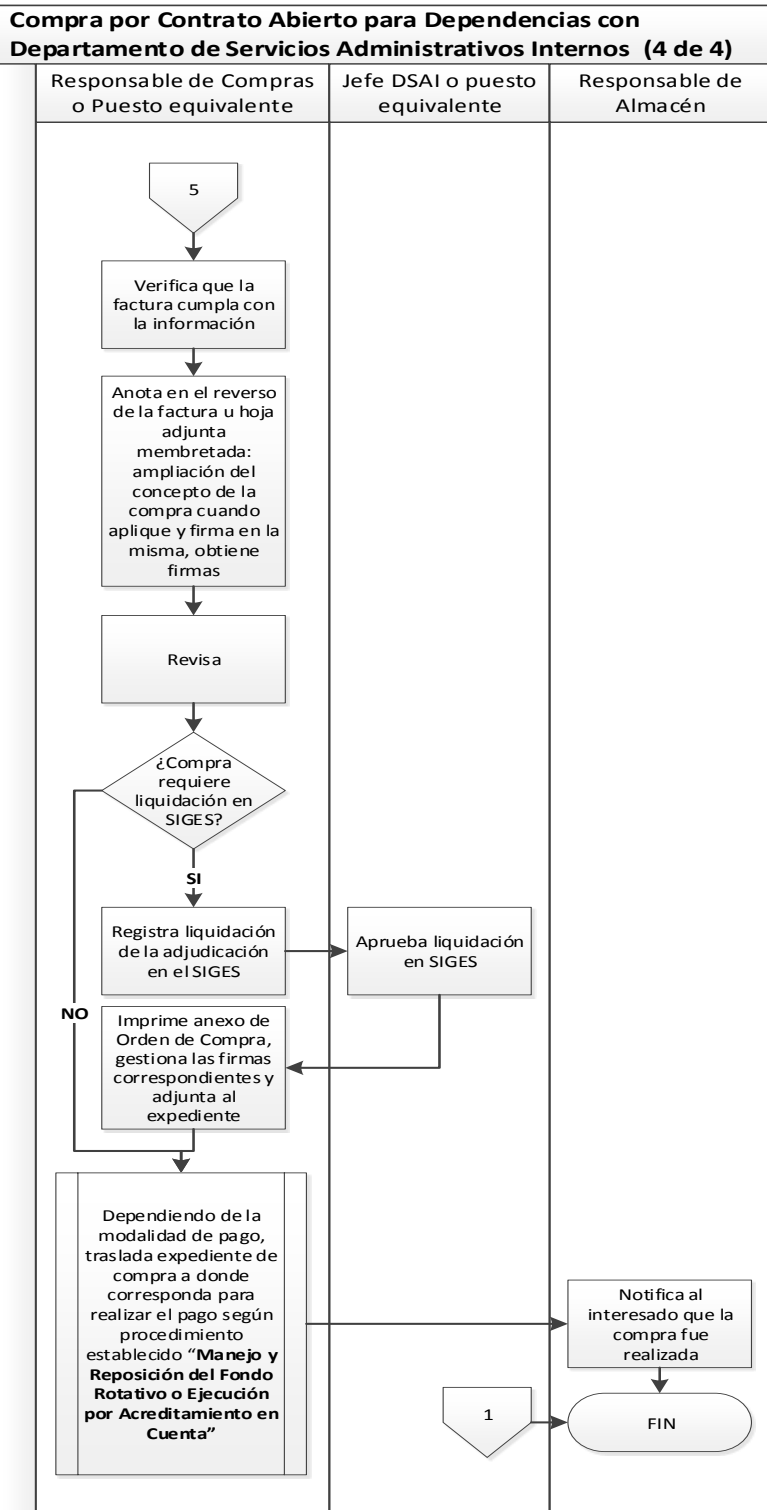 Compra por Contrato Abierto para Dependencias con
Departamento de Servicios Administrativos Internos (4 de 4)
Responsable de Compras
o Puesto equivalente
Jefe DSAI o puesto
equivalente
Responsable de
Almacén
5
Verifica que la
factura cumpla con
la información
Anota en el reverso
de la factura u hoja
adjunta
membretada:
ampliación del
concepto de la
compra cuando
aplique y firma en la
misma, obtiene
firmas
Revisa
¿Compra
requiere
liquidación en
SIGES?
SI
Registra liquidación
de la adjudicación
en el SIGES
Aprueba liquidación
en SIGES
NO
Imprime anexo de
Orden de Compra,
gestiona las firmas
correspondientes y
adjunta al
expediente
Dependiendo de la
modalidad de pago,
traslada expediente de
compra a donde
corresponda para
realizar el pago según
procedimiento
establecido “Manejo y
Reposición del Fondo
Rotativo o Ejecución
por Acreditamiento en
Cuenta”
Notifica al
interesado que la
compra fue
realizada
1
FIN